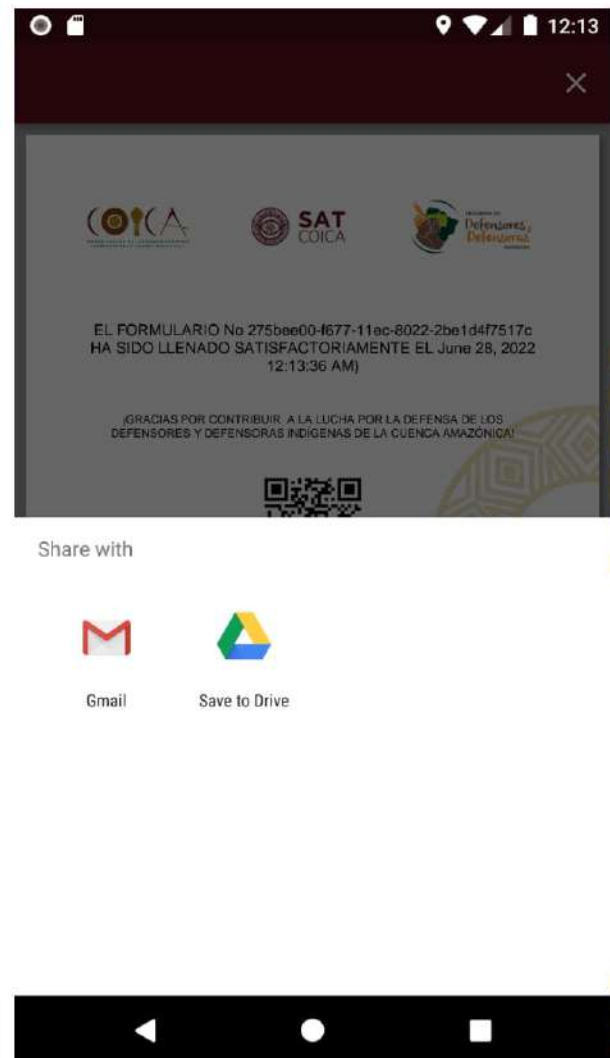 12:13
COICA
SAT
COICA
Defensores y
Defensoras
EL FORMULARIO No 275bee00-f677-11ec-8022-2be1d4f7517c
HA SIDO LLENADO SATISFACTORIAMENTE EL June 28, 2022
12:13:36 AM)
¡GRACIAS POR CONTRIBUIR A LA LUCHA POR LA DEFENSA DE LOS
DEFENSORES Y DEFENSORAS INDÍGENAS DE LA CUENCA AMAZÓNICA!
Share with
Gmail
Save to Drive